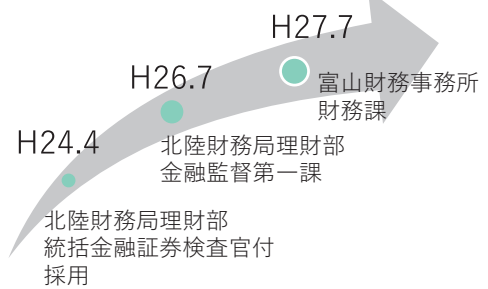 H27.7
富山財務事務所
財務課
H26.7
北陸財務局理財部
金融監督第一課
H24.4
北陸財務局理財部
統括金融証券検査官付
採用